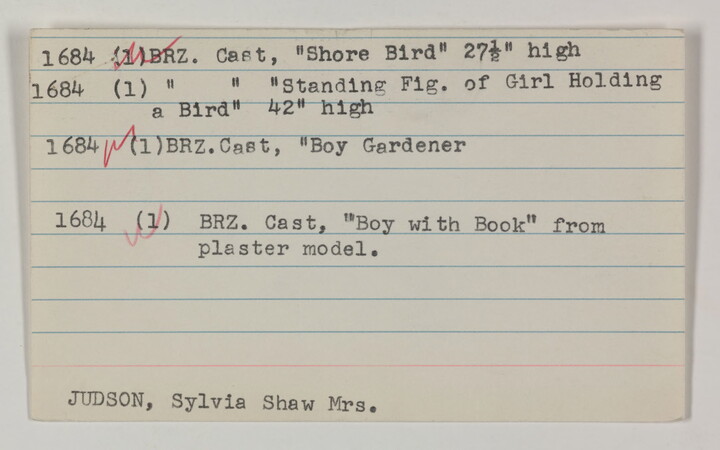 1684 (1)BRZ. Cast, "Shore Bird" 27½" high
1684 (1) " " "Standing Fig. of Girl Holding
a Bird" 42" high
1684 (1)BRZ.Cast, "Boy Gardener
1684 (1) BRZ. Cast, "Boy with Book" from
plaster model.
JUDSON, Sylvia Shaw Mrs.